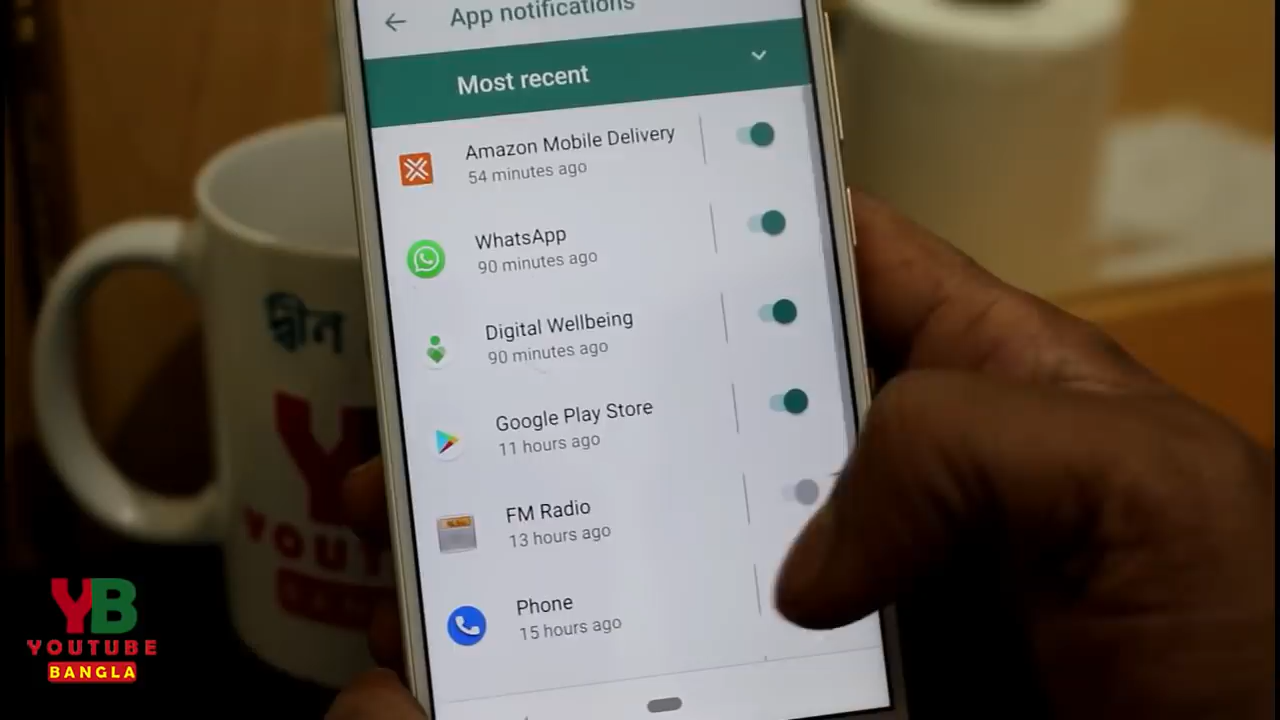 App notifications
Most recent
Amazon Mobile Delivery
54 minutes ago
WhatsApp
90 minutes ago
Digital Wellbeing
90 minutes ago
Google Play Store
11 hours ago
FM Radio
13 hours ago
Phone
15 hours ago
দ্বীন
Y
YOUT
YB
YOUTUBE
BANGLA